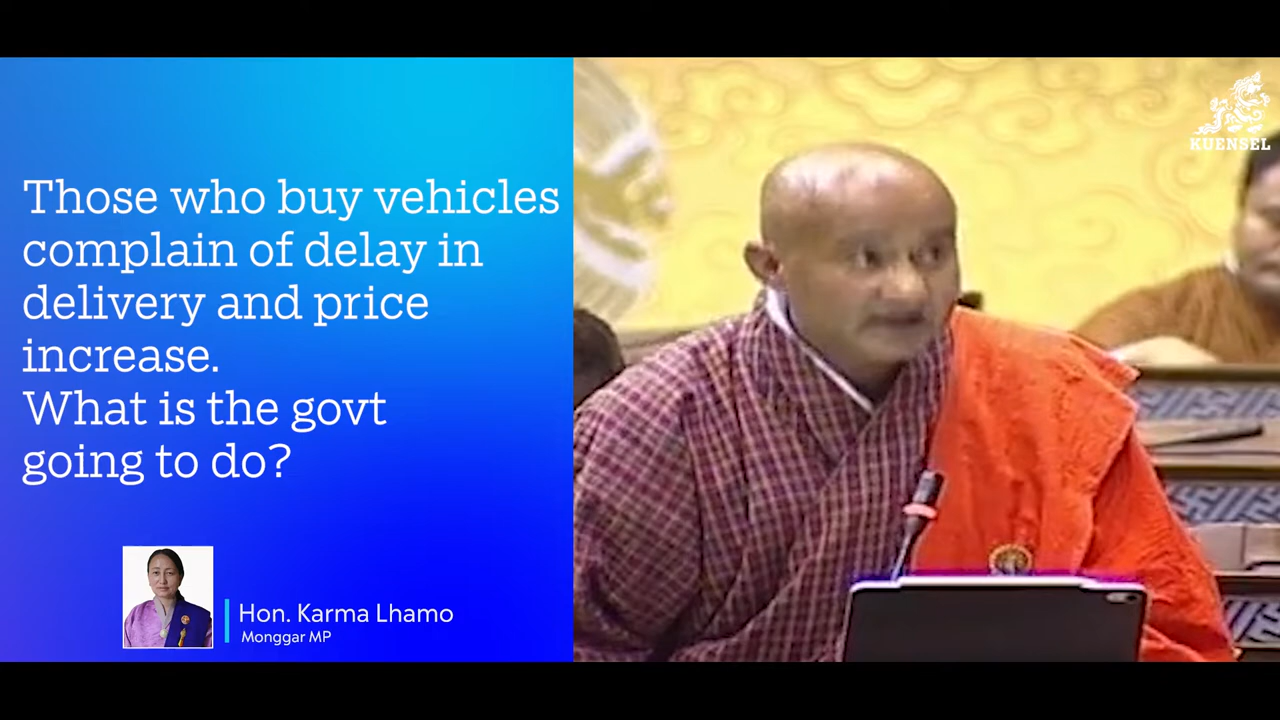 Those who buy vehicles
complain of delay in
delivery and price
increase.
What is the govt
going to do?
Hon. Karma Lhamo
Monggar MP
KUENSEL